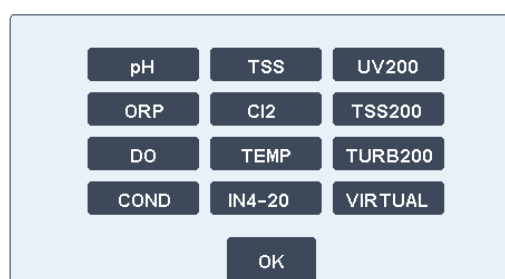 pH TSS UV200
ORP Cl2 TSS200
DO TEMP TURB200
COND IN4-20 VIRTUAL
OK